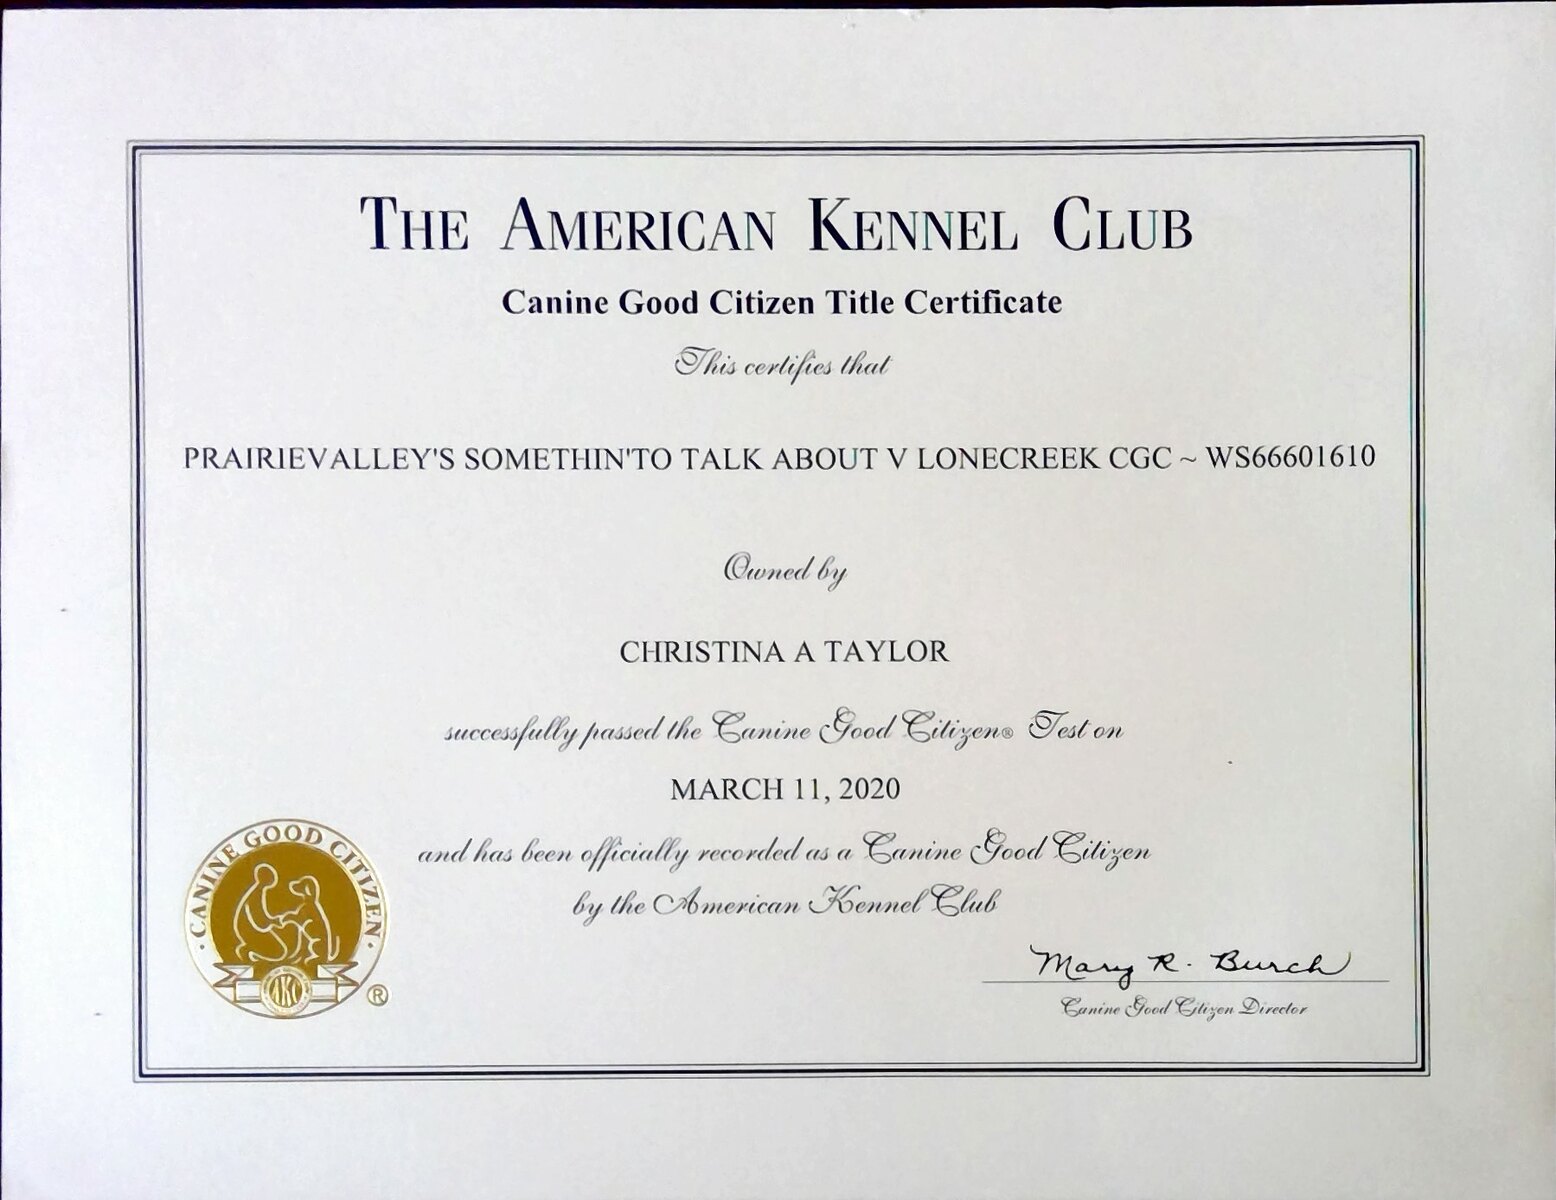 THE AMERICAN KENNEL CLUB
Canine Good Citizen Title Certificate
This certifies that
PRAIRIEVALLEY'S SOMETHIN'TO TALK ABOUT V LONECREEK CGC ~ WS66601610
Owned by
CHRISTINA A TAYLOR
successfully passed the Canine Good Citizen® Test on
MARCH 11, 2020
and has been officially recorded as a Canine Good Citizen
by the American Kennel Club
· CANINE GOOD CITIZEN ·
AKC
®
Mary R. Burch
Canine Good Citizen Director